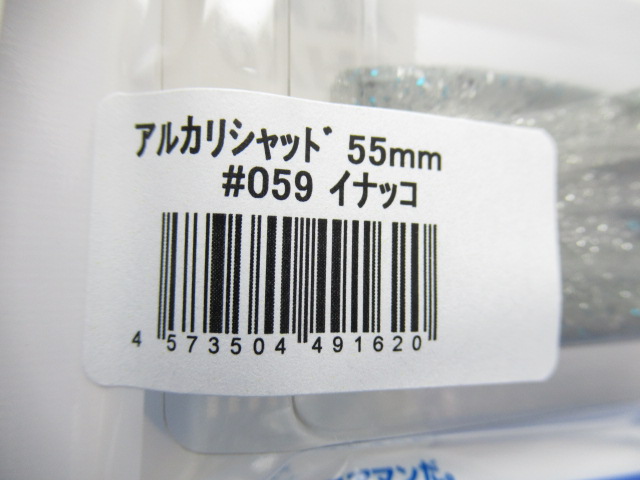 ｱﾙｶﾘｼｬｯﾄﾞ 55mm
#059 ｲﾅｯｺ
4 573504 491620